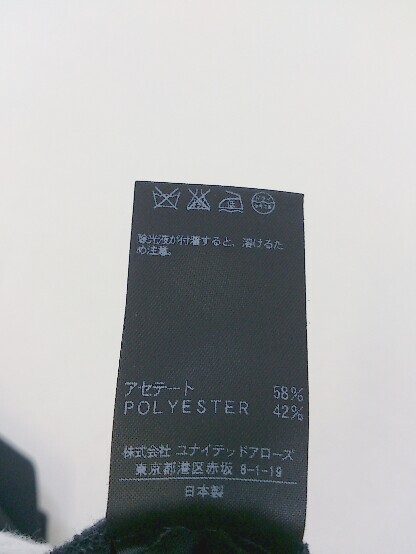 除光液が付着すると、溶けるた
め注意。
アセテート 58%
POLYESTER 42%
株式会社 ユナイテッドアローズ
東京都港区赤坂 8-1-19
日本製